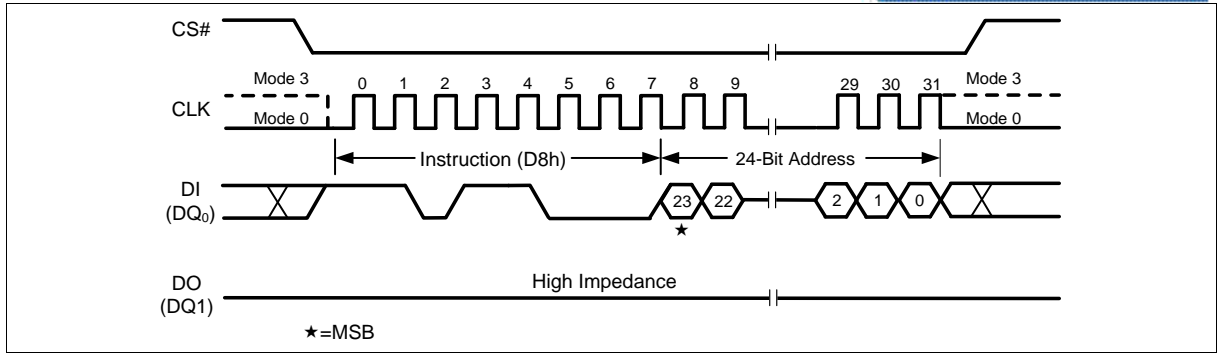 CS#
Mode 3 0 1 2 3 4 5 6 7 8 9 29 30 31 Mode 3
CLK
Mode 0 Mode 0
Instruction (D8h) 24-Bit Address
DI
(DQ0) 23 22 2 1 0
★
High Impedance
DO
(DQ1)
★=MSB